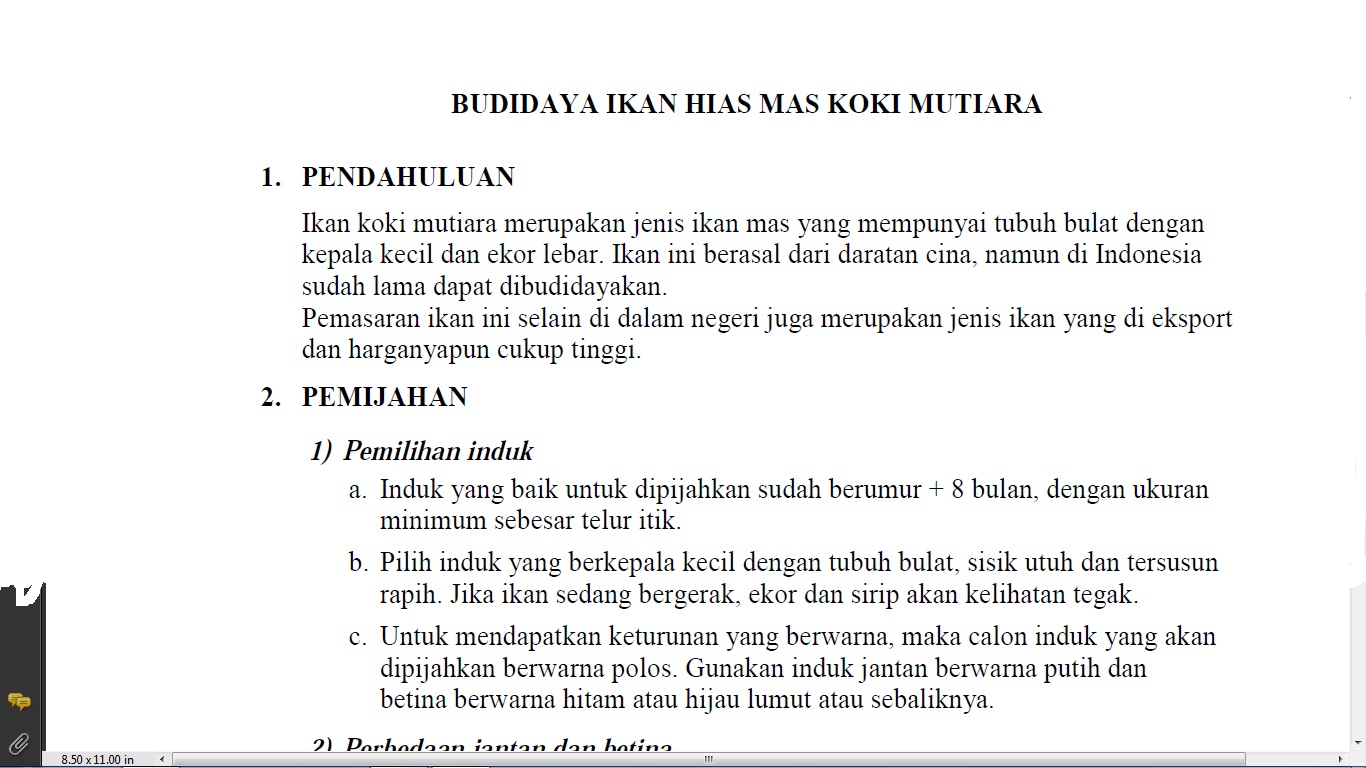 BUDIDAYA IKAN HIAS MAS KOKI MUTIARA
1. PENDAHULUAN
Ikan koki mutiara merupakan jenis ikan mas yang mempunyai tubuh bulat dengan
kepala kecil dan ekor lebar. Ikan ini berasal dari daratan cina, namun di Indonesia
sudah lama dapat dibudidayakan.
Pemasaran ikan ini selain di dalam negeri juga merupakan jenis ikan yang di eksport
dan harganyapun cukup tinggi.
2. PEMIJAHAN
1) Pemilihan induk
a. Induk yang baik untuk dipijahkan sudah berumur + 8 bulan, dengan ukuran
minimum sebesar telur itik.
b. Pilih induk yang berkepala kecil dengan tubuh bulat, sisik utuh dan tersusun
rapih. Jika ikan sedang bergerak, ekor dan sirip akan kelihatan tegak.
c. Untuk mendapatkan keturunan yang berwarna, maka calon induk yang akan
dipijahkan berwarna polos. Gunakan induk jantan berwarna putih dan
betina berwarna hitam atau hijau lumut atau sebaliknya.
2) Perbedaan jantan dan betina
8.50 x 11.00 in